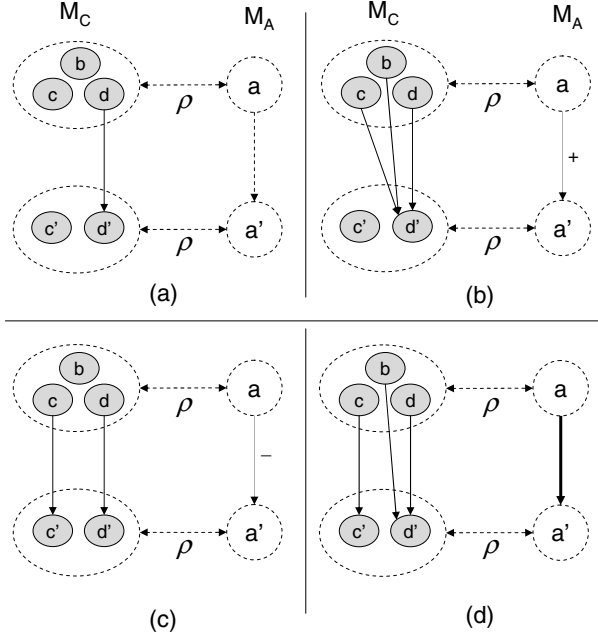 M_C M_A M_C M_A
b b
c d ρ a c d ρ a
+
c' d' ρ a' c' d' ρ a'
(a) (b)
b b
c d ρ a c d ρ a
–
c' d' ρ a' c' d' ρ a'
(c) (d)